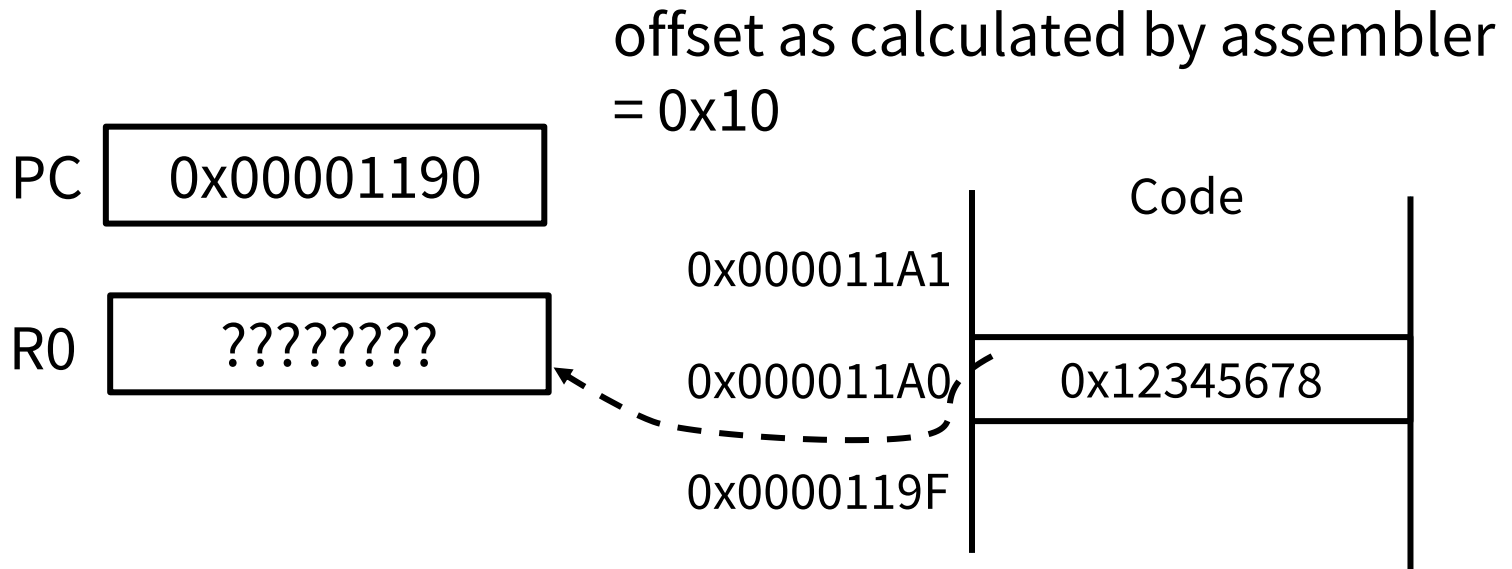 offset as calculated by assembler
= 0x10
PC 0x00001190
Code
0x000011A1
R0 ????????
0x000011A0 0x12345678
0x0000119F